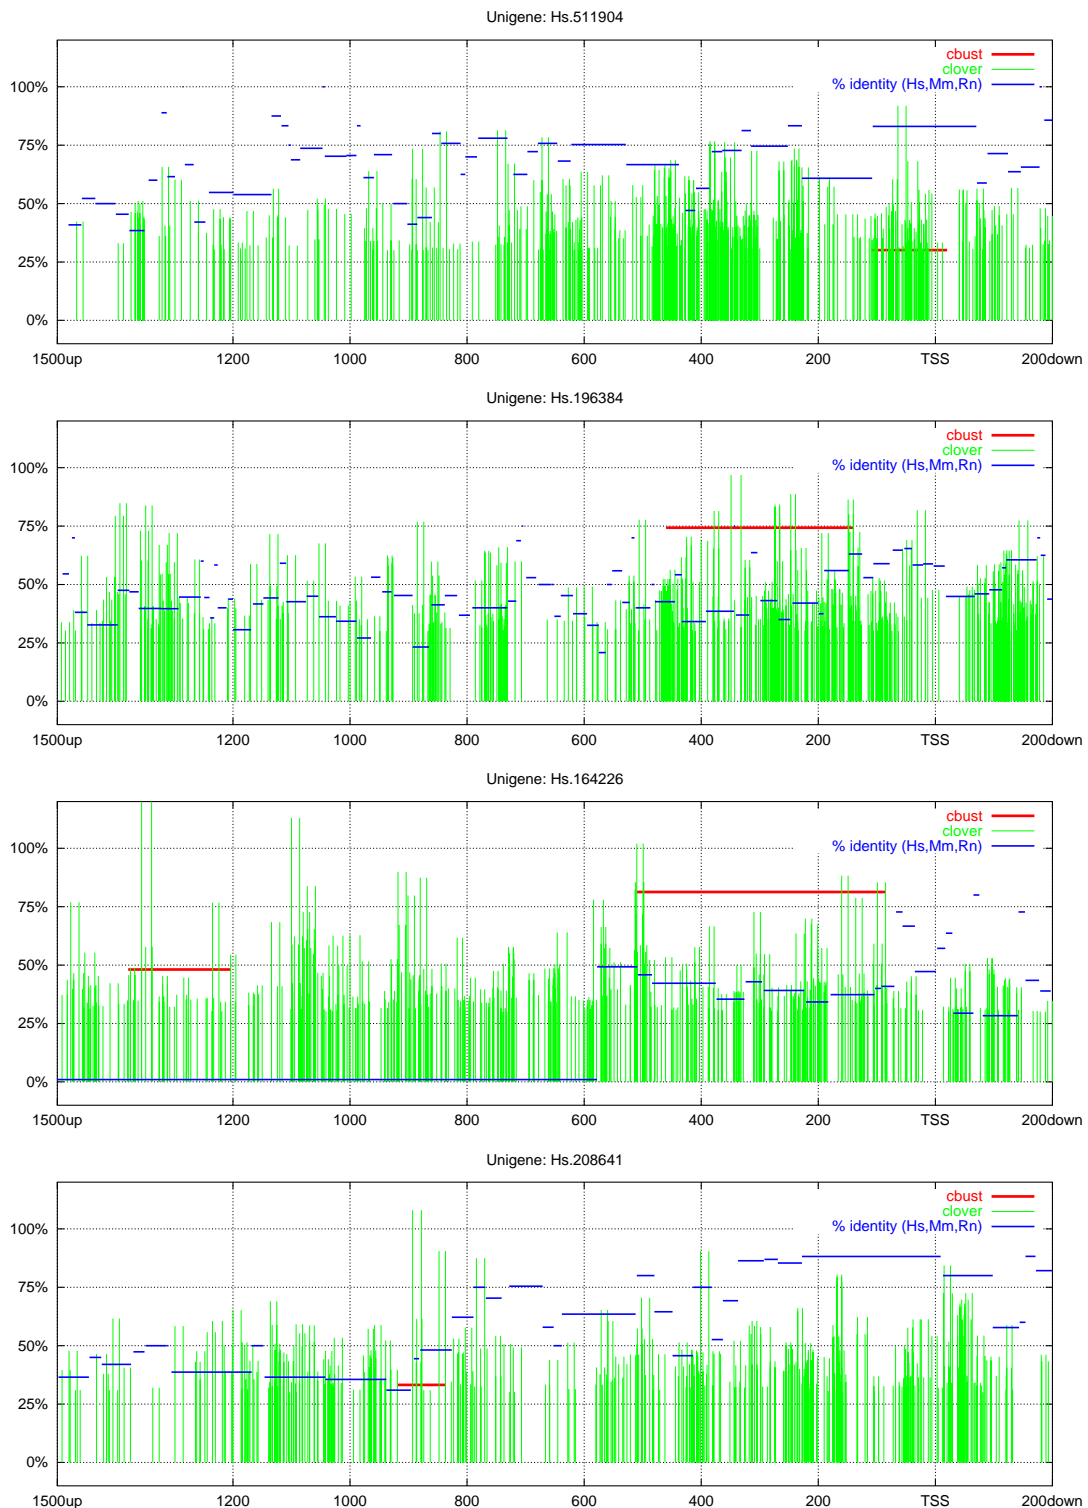 Unigene: Hs.511904
cbust
clover
% identity (Hs,Mm,Rn)
100%
75%
50%
25%
0%
1500up 1200 1000 800 600 400 200 TSS 200down
Unigene: Hs.196384
cbust
clover
% identity (Hs,Mm,Rn)
100%
75%
50%
25%
0%
1500up 1200 1000 800 600 400 200 TSS 200down
Unigene: Hs.164226
cbust
clover
% identity (Hs,Mm,Rn)
100%
75%
50%
25%
0%
1500up 1200 1000 800 600 400 200 TSS 200down
Unigene: Hs.208641
cbust
clover
% identity (Hs,Mm,Rn)
100%
75%
50%
25%
0%
1500up 1200 1000 800 600 400 200 TSS 200down